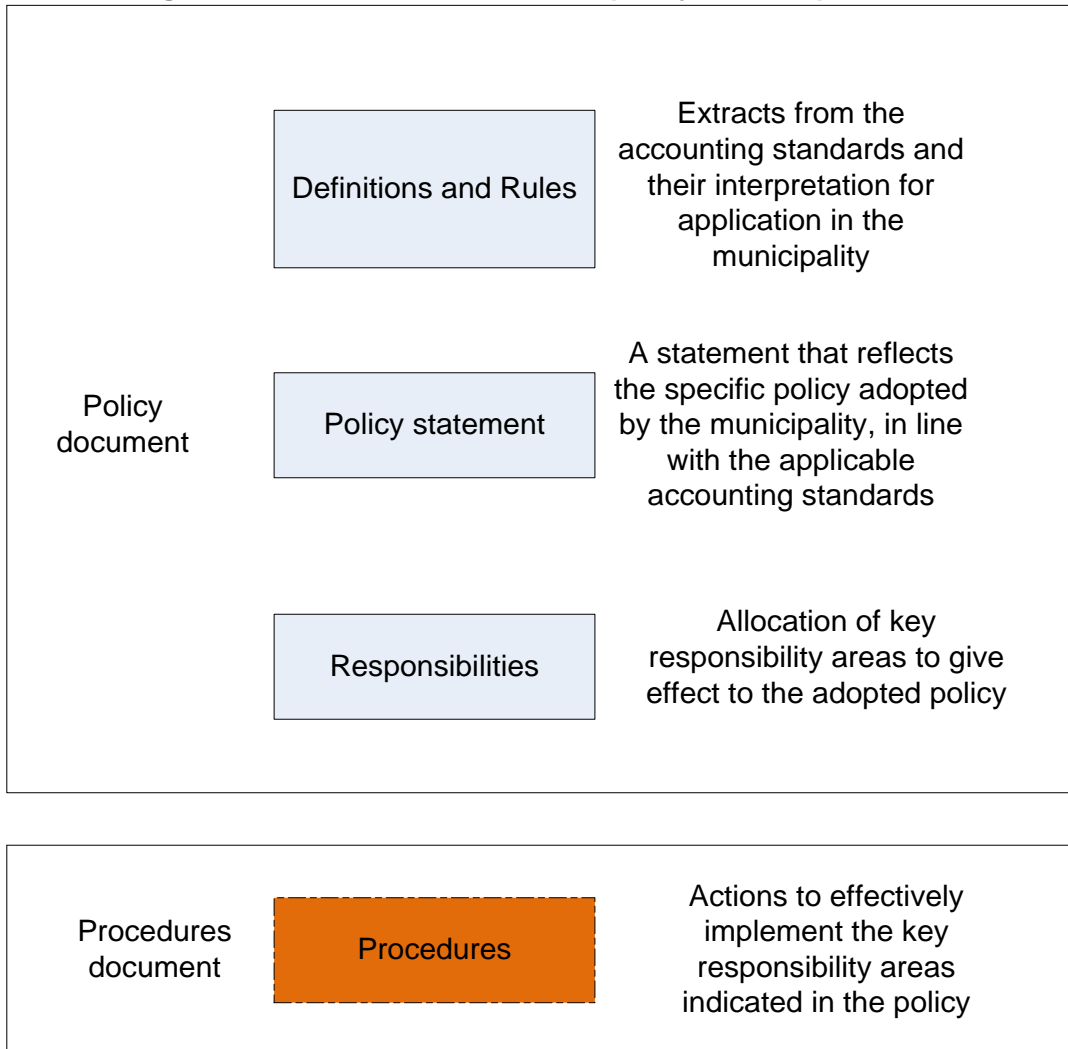 Definitions and Rules
Extracts from the
accounting standards and
their interpretation for
application in the
municipality
Policy
document
Policy statement
A statement that reflects
the specific policy adopted
by the municipality, in line
with the applicable
accounting standards
Responsibilities
Allocation of key
responsibility areas to give
effect to the adopted policy
Procedures
document
Procedures
Actions to effectively
implement the key
responsibility areas
indicated in the policy